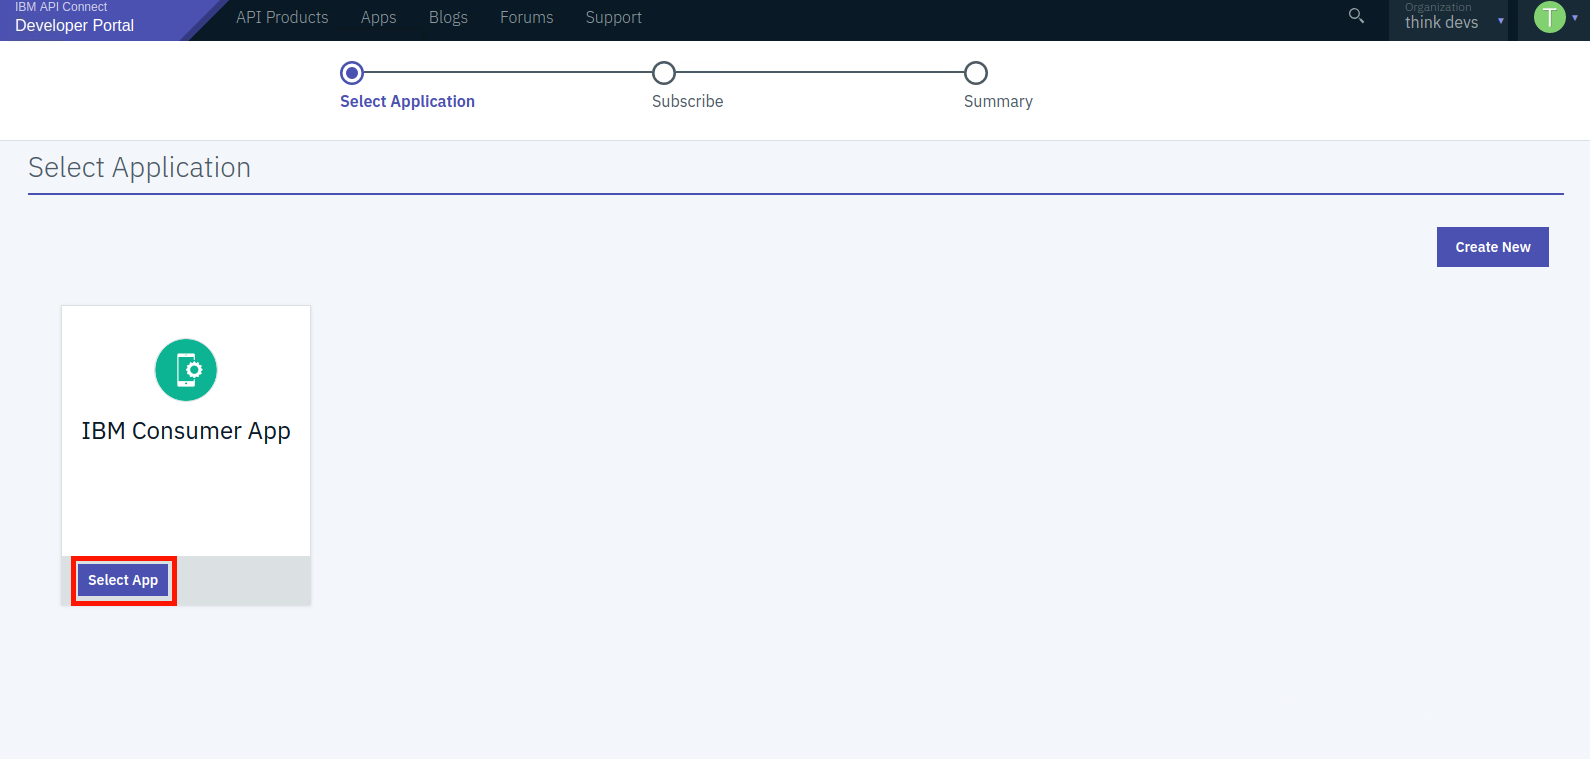 IBM API Connect
Developer Portal
API Products Apps Blogs Forums Support
Organization
think devs
T
Select Application Subscribe Summary
Select Application
Create New
IBM Consumer App
Select App